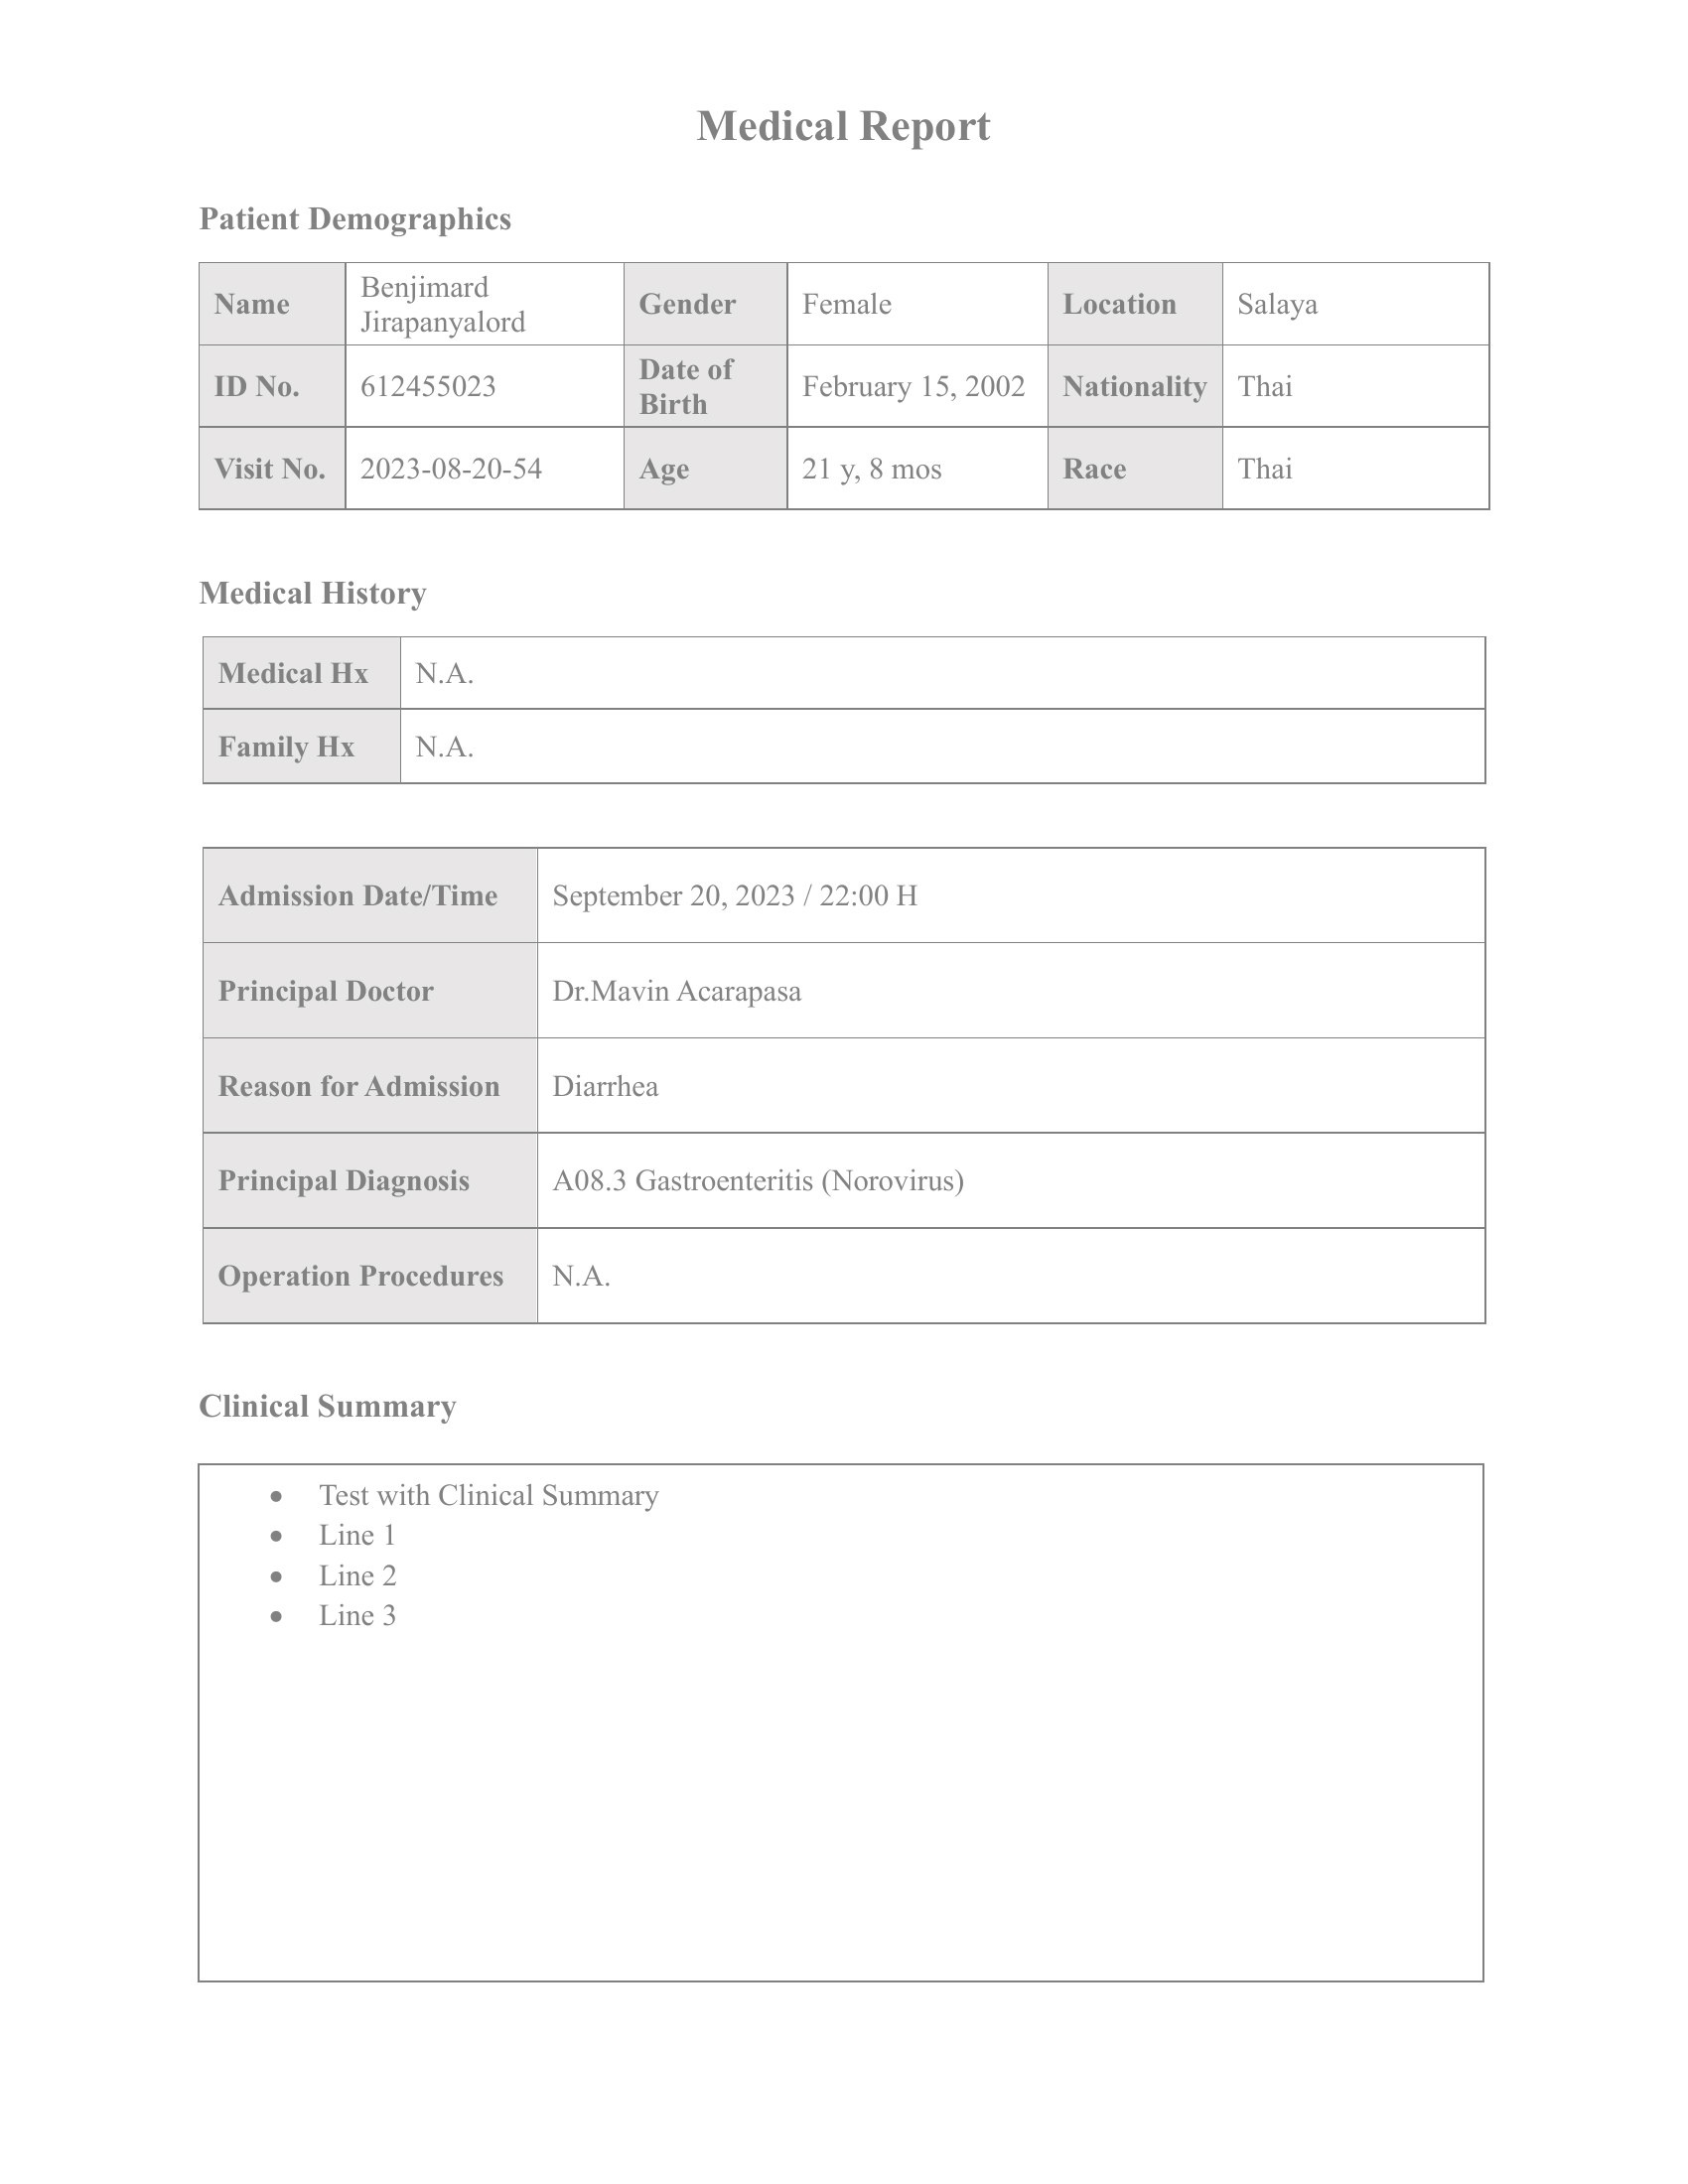 Medical Report
Patient Demographics
Name Benjimard Jirapanyalord Gender Female Location Salaya
ID No. 612455023 Date of Birth February 15, 2002 Nationality Thai
Visit No. 2023-08-20-54 Age 21 y, 8 mos Race Thai
Medical History
Medical Hx N.A.
Family Hx N.A.
Admission Date/Time September 20, 2023 / 22:00 H
Principal Doctor Dr.Mavin Acarapasa
Reason for Admission Diarrhea
Principal Diagnosis A08.3 Gastroenteritis (Norovirus)
Operation Procedures N.A.
Clinical Summary
• Test with Clinical Summary
• Line 1
• Line 2
• Line 3